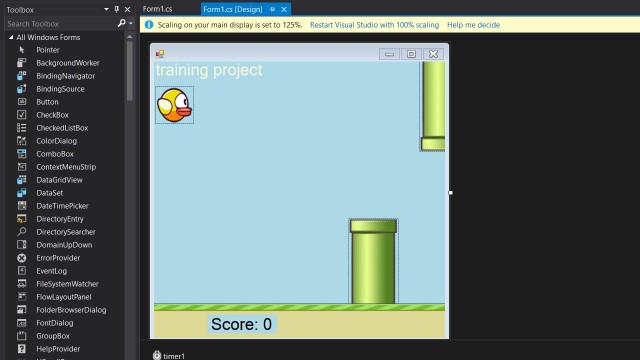 Toolbox
Form1.cs
Form1.cs [Design]
Search Toolbox
Scaling on your main display is set to 125%. Restart Visual Studio with 100% scaling Help me decide
All Windows Forms
Pointer
BackgroundWorker
BindingNavigator
BindingSource
Button
CheckBox
CheckedListBox
ColorDialog
ComboBox
ContextMenuStrip
DataGridView
DataSet
DateTimePicker
DirectoryEntry
DirectorySearcher
DomainUpDown
ErrorProvider
EventLog
FileSystemWatcher
FlowLayoutPanel
FolderBrowserDialog
FontDialog
GroupBox
HelpProvider
training project
Score: 0
timer1